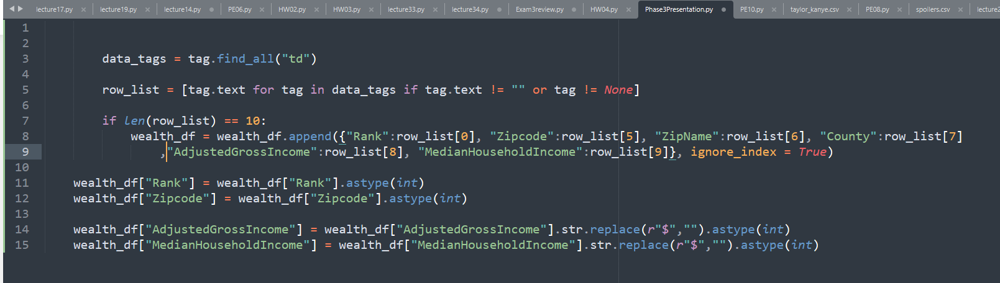 lecture17.py lecture19.py lecture14.py PE06.py HW02.py HW03.py lecture33.py lecture34.py Exam3review.py HW04.py Phase3Presentation.py PE10.py taylor_kanye.csv PE08.py spoilers.csv
1
2
3 data_tags = tag.find_all("td")
4
5 row_list = [tag.text for tag in data_tags if tag.text != "" or tag != None]
6
7 if len(row_list) == 10:
8 wealth_df = wealth_df.append({"Rank":row_list[0], "Zipcode":row_list[5], "ZipName":row_list[6], "County":row_list[7]
9 ,"AdjustedGrossIncome":row_list[8], "MedianHouseholdIncome":row_list[9]}, ignore_index = True)
10
11 wealth_df["Rank"] = wealth_df["Rank"].astype(int)
12 wealth_df["Zipcode"] = wealth_df["Zipcode"].astype(int)
13
14 wealth_df["AdjustedGrossIncome"] = wealth_df["AdjustedGrossIncome"].str.replace(r"$","").astype(int)
15 wealth_df["MedianHouseholdIncome"] = wealth_df["MedianHouseholdIncome"].str.replace(r"$","").astype(int)